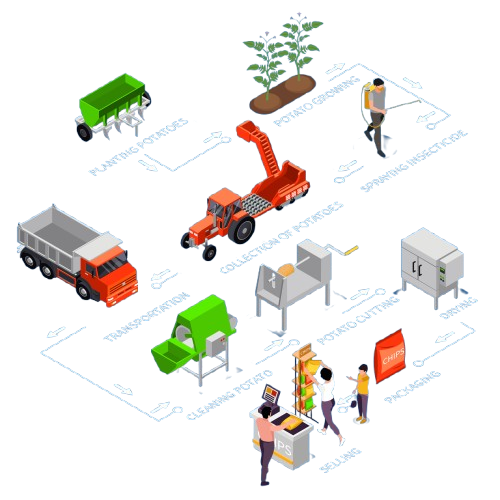 PLANTING POTATOES
POTATO GROWING
SPRAYING INSECTICIDE
COLLECTION OF POTATOES
TRANSPORTATION
CLEANING POTATO
POTATO CUTTING
DRYING
CHIPS
PACKAGING
SELLING